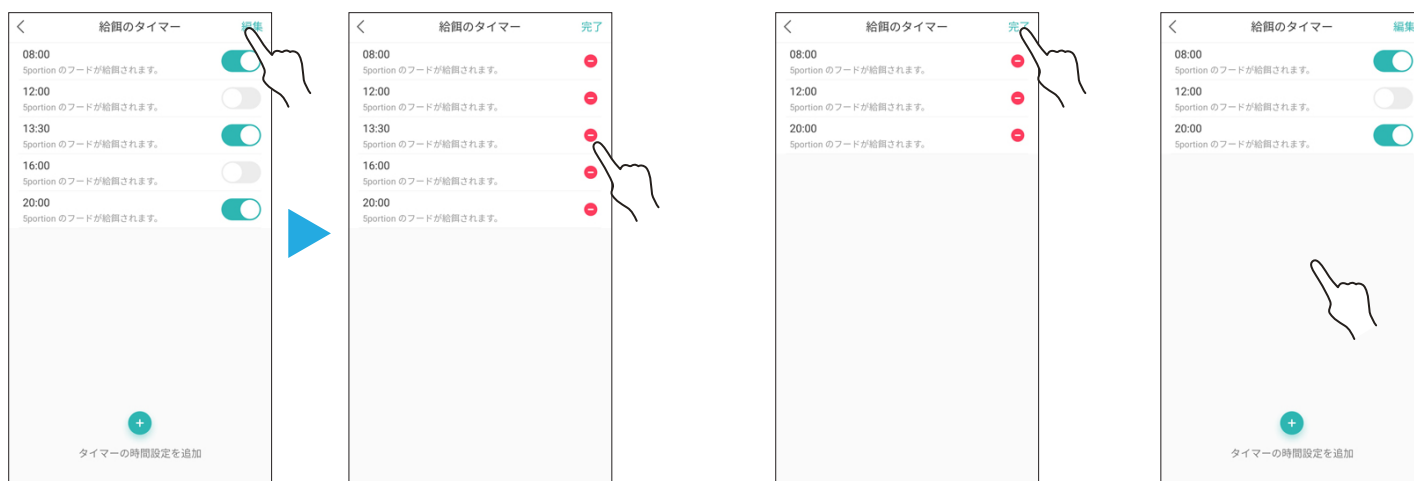 給餌のタイマー
編集
08:00
5portion のフードが給餌されます。
12:00
5portion のフードが給餌されます。
13:30
5portion のフードが給餌されます。
16:00
5portion のフードが給餌されます。
20:00
5portion のフードが給餌されます。
タイマーの時間設定を追加
給餌のタイマー
完了
08:00
5portion のフードが給餌されます。
12:00
5portion のフードが給餌されます。
13:30
5portion のフードが給餌されます。
16:00
5portion のフードが給餌されます。
20:00
5portion のフードが給餌されます。
給餌のタイマー
完了
08:00
5portion のフードが給餌されます。
12:00
5portion のフードが給餌されます。
20:00
5portion のフードが給餌されます。
給餌のタイマー
編集
08:00
5portion のフードが給餌されます。
12:00
5portion のフードが給餌されます。
20:00
5portion のフードが給餌されます。
タイマーの時間設定を追加